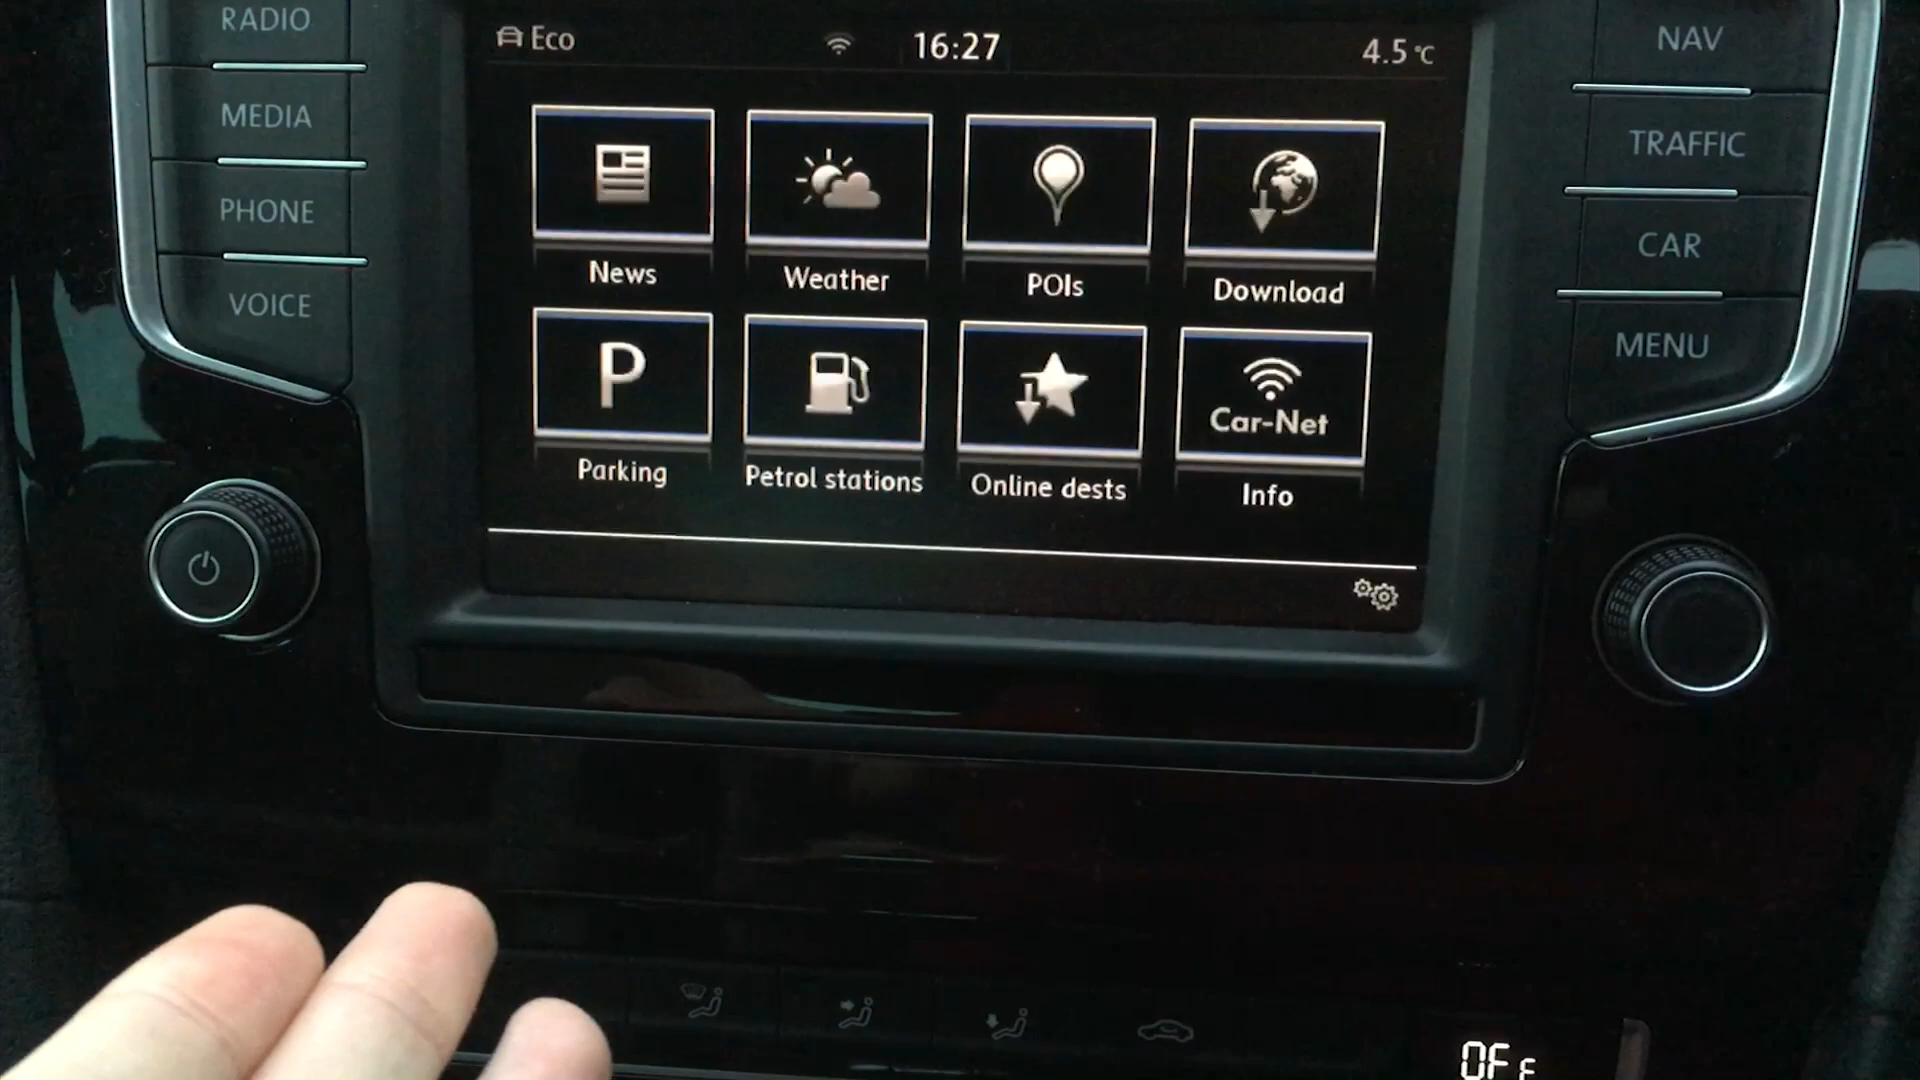 RADIO
MEDIA
PHONE
VOICE
Eco
16:27
4.5 °C
News
Weather
POIs
Download
P
Car-Net
Parking
Petrol stations
Online dests
Info
NAV
TRAFFIC
CAR
MENU
OFF